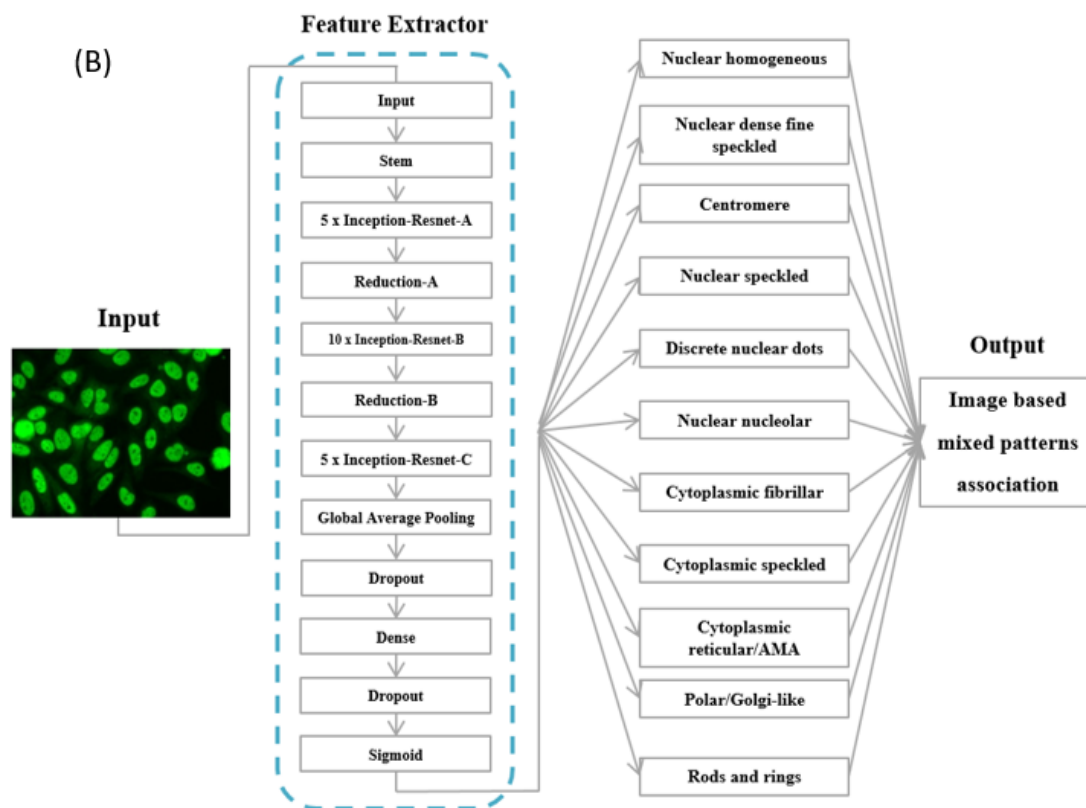 (B)
Feature Extractor
Input
Stem
5 x Inception-Resnet-A
Reduction-A
10 x Inception-Resnet-B
Reduction-B
5 x Inception-Resnet-C
Global Average Pooling
Dropout
Dense
Dropout
Sigmoid
Input
Nuclear homogeneous
Nuclear dense fine
speckled
Centromere
Nuclear speckled
Discrete nuclear dots
Nuclear nucleolar
Cytoplasmic fibrillar
Cytoplasmic speckled
Cytoplasmic
reticular/AMA
Polar/Golgi-like
Rods and rings
Output
Image based
mixed patterns
association